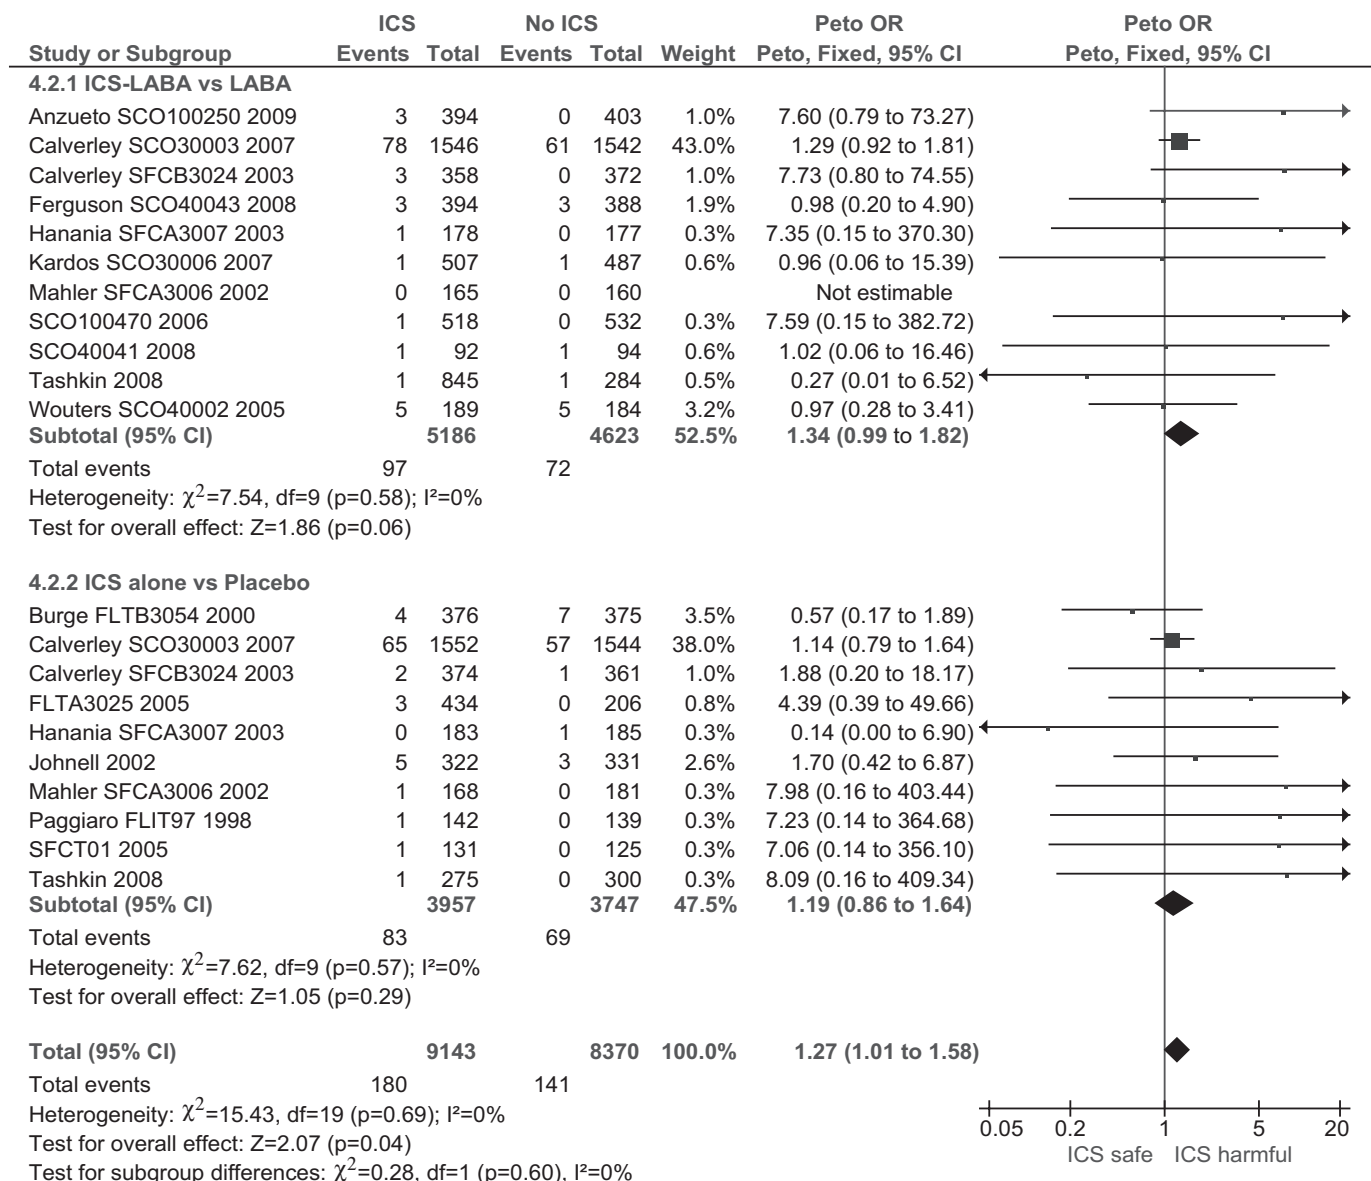 ICS No ICS Peto OR Peto OR
Study or Subgroup Events Total Events Total Weight Peto, Fixed, 95% CI Peto, Fixed, 95% CI
4.2.1 ICS-LABA vs LABA
Anzueto SCO100250 2009 3 394 0 403 1.0% 7.60 (0.79 to 73.27)
Calverley SCO30003 2007 78 1546 61 1542 43.0% 1.29 (0.92 to 1.81)
Calverley SFCB3024 2003 3 358 0 372 1.0% 7.73 (0.80 to 74.55)
Ferguson SCO40043 2008 3 394 3 388 1.9% 0.98 (0.20 to 4.90)
Hanania SFCA3007 2003 1 178 0 177 0.3% 7.35 (0.15 to 370.30)
Kardos SCO30006 2007 1 507 1 487 0.6% 0.96 (0.06 to 15.39)
Mahler SFCA3006 2002 0 165 0 160 Not estimable
SCO100470 2006 1 518 0 532 0.3% 7.59 (0.15 to 382.72)
SCO40041 2008 1 92 1 94 0.6% 1.02 (0.06 to 16.46)
Tashkin 2008 1 845 1 284 0.5% 0.27 (0.01 to 6.52)
Wouters SCO40002 2005 5 189 5 184 3.2% 0.97 (0.28 to 3.41)
Subtotal (95% CI) 5186 4623 52.5% 1.34 (0.99 to 1.82)
Total events 97 72
Heterogeneity: χ²=7.54, df=9 (p=0.58); I²=0%
Test for overall effect: Z=1.86 (p=0.06)
4.2.2 ICS alone vs Placebo
Burge FLTB3054 2000 4 376 7 375 3.5% 0.57 (0.17 to 1.89)
Calverley SCO30003 2007 65 1552 57 1544 38.0% 1.14 (0.79 to 1.64)
Calverley SFCB3024 2003 2 374 1 361 1.0% 1.88 (0.20 to 18.17)
FLTA3025 2005 3 434 0 206 0.8% 4.39 (0.39 to 49.66)
Hanania SFCA3007 2003 0 183 1 185 0.3% 0.14 (0.00 to 6.90)
Johnell 2002 5 322 3 331 2.6% 1.70 (0.42 to 6.87)
Mahler SFCA3006 2002 1 168 0 181 0.3% 7.98 (0.16 to 403.44)
Paggiaro FLIT97 1998 1 142 0 139 0.3% 7.23 (0.14 to 364.68)
SFCT01 2005 1 131 0 125 0.3% 7.06 (0.14 to 356.10)
Tashkin 2008 1 275 0 300 0.3% 8.09 (0.16 to 409.34)
Subtotal (95% CI) 3957 3747 47.5% 1.19 (0.86 to 1.64)
Total events 83 69
Heterogeneity: χ²=7.62, df=9 (p=0.57); I²=0%
Test for overall effect: Z=1.05 (p=0.29)
Total (95% CI) 9143 8370 100.0% 1.27 (1.01 to 1.58)
Total events 180 141
Heterogeneity: χ²=15.43, df=19 (p=0.69); I²=0%
Test for overall effect: Z=2.07 (p=0.04)
Test for subgroup differences: χ²=0.28, df=1 (p=0.60), I²=0%
0.05 0.2 1 5 20
ICS safe ICS harmful